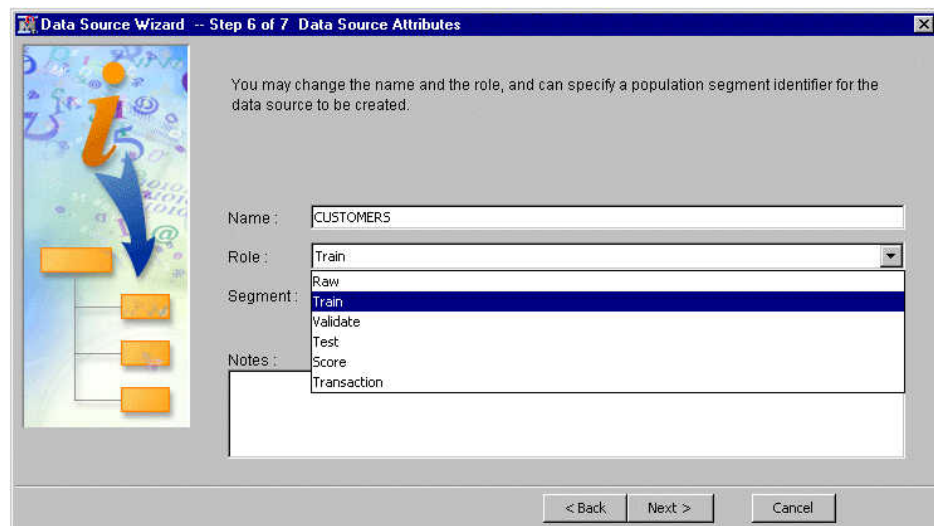 Data Source Wizard -- Step 6 of 7 Data Source Attributes
You may change the name and the role, and can specify a population segment identifier for the
data source to be created.
Name :
CUSTOMERS
Role :
Train
Segment :
Raw
Train
Validate
Test
Score
Transaction
Notes :
< Back
Next >
Cancel